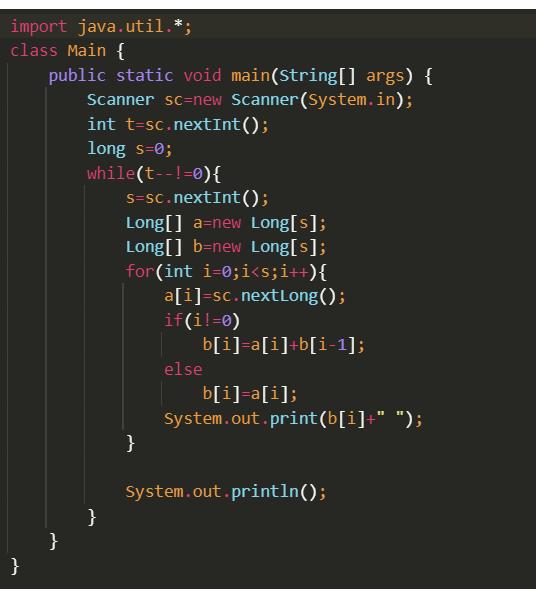 import java.util.*;
class Main {
    public static void main(String[] args) {
        Scanner sc=new Scanner(System.in);
        int t=sc.nextInt();
        long s=0;
        while(t--!=0){
            s=sc.nextInt();
            Long[] a=new Long[s];
            Long[] b=new Long[s];
            for(int i=0;i<s;i++){
                a[i]=sc.nextLong();
                if(i!=0)
                    b[i]=a[i]+b[i-1];
                else
                    b[i]=a[i];
                System.out.print(b[i]+" ");
            }

            System.out.println();
        }
    }
}